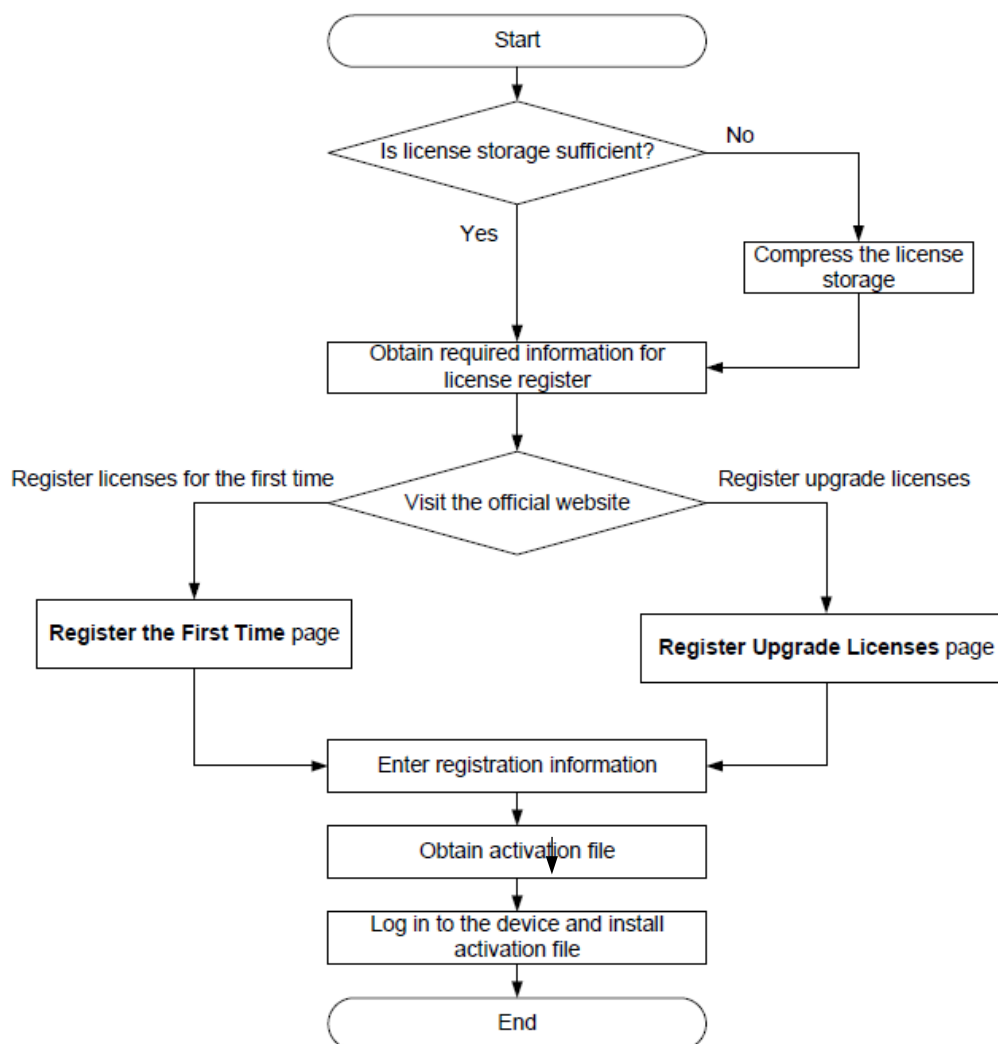 Start
Is license storage sufficient?
No
Yes
Compress the license
storage
Obtain required information for
license register
Register licenses for the first time
Visit the official website
Register upgrade licenses
Register the First Time page
Register Upgrade Licenses page
Enter registration information
Obtain activation file
Log in to the device and install
activation file
End